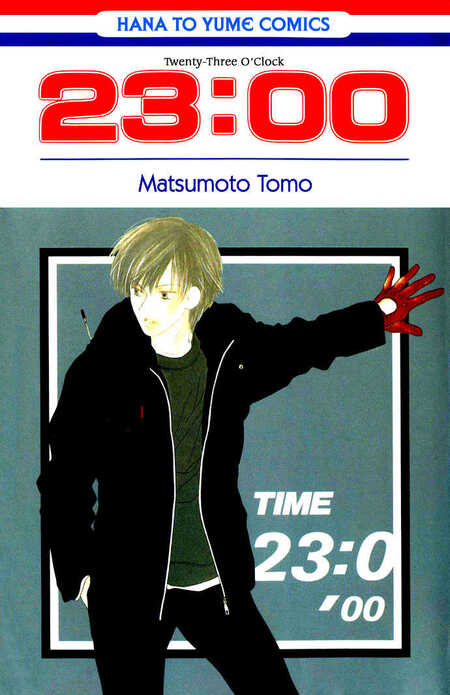 HANA TO YUME COMICS
Twenty-Three O'Clock
23:00
Matsumoto Tomo
TIME
23:0
'00